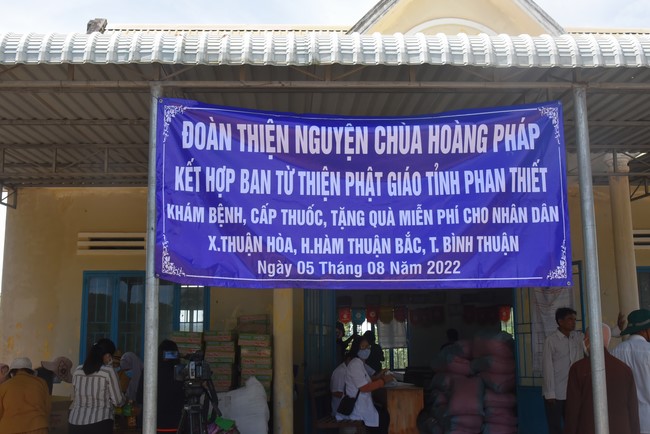 ĐOÀN THIỆN NGUYỆN CHÙA HOÀNG PHÁP
KẾT HỢP BAN TỪ THIỆN PHẬT GIÁO TỈNH PHAN THIẾT
KHÁM BỆNH, CẤP THUỐC, TẶNG QUÀ MIỄN PHÍ CHO NHÂN DÂN
X.THUẬN HÒA, H.HÀM THUẬN BẮC, T. BÌNH THUẬN
Ngày 05 Tháng 08 Năm 2022